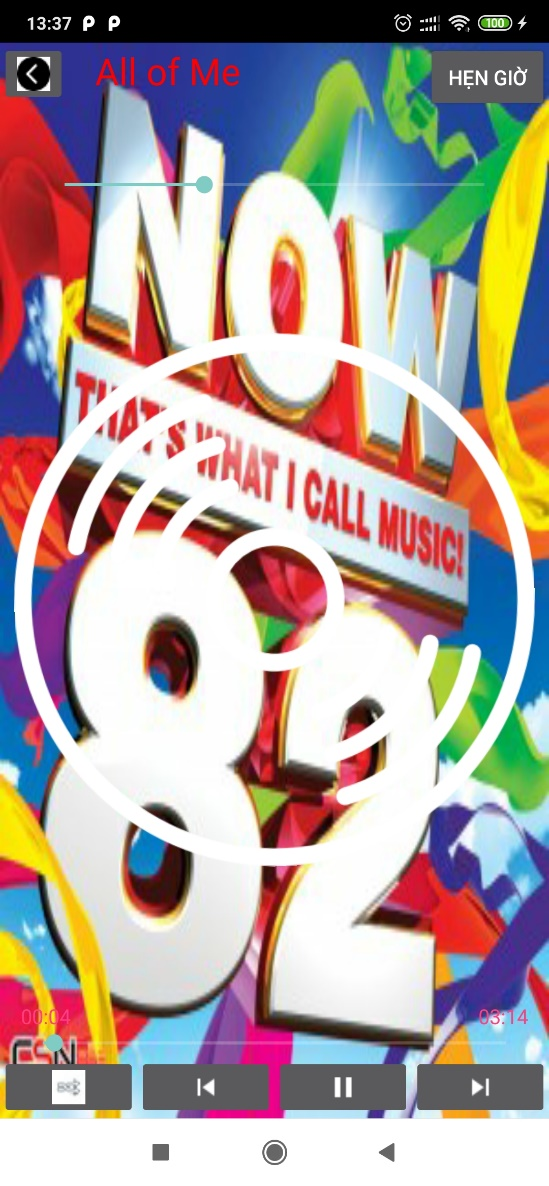 13:37
100
All of Me
HẸN GIỜ
NOW
THAT'S WHAT I CALL MUSIC!
82
00:04
03:14